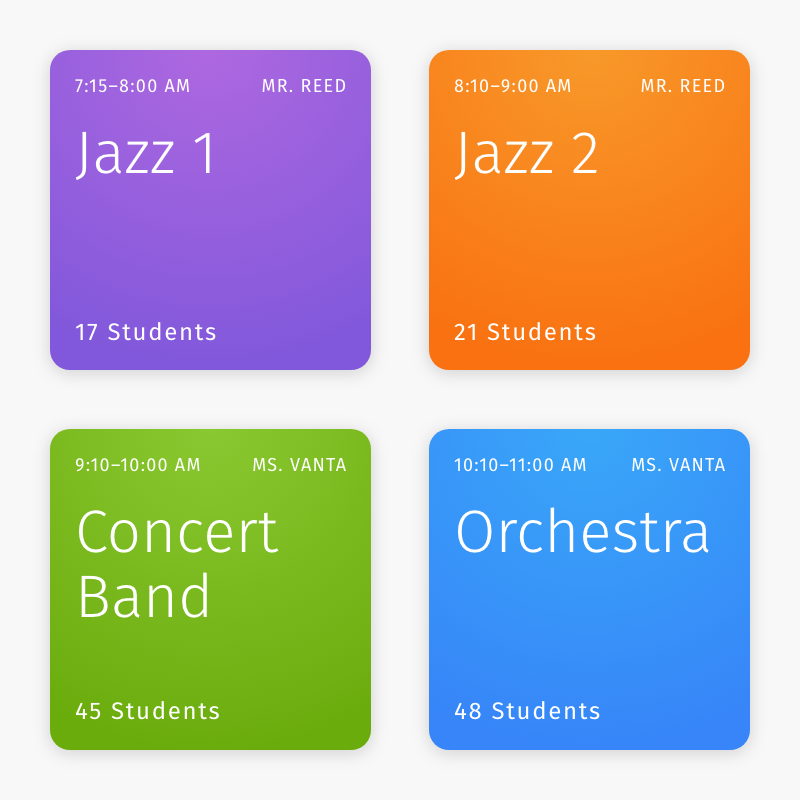 7:15–8:00 AM MR. REED
Jazz 1
17 Students
8:10–9:00 AM MR. REED
Jazz 2
21 Students
9:10–10:00 AM MS. VANTA
Concert
Band
45 Students
10:10–11:00 AM MS. VANTA
Orchestra
48 Students